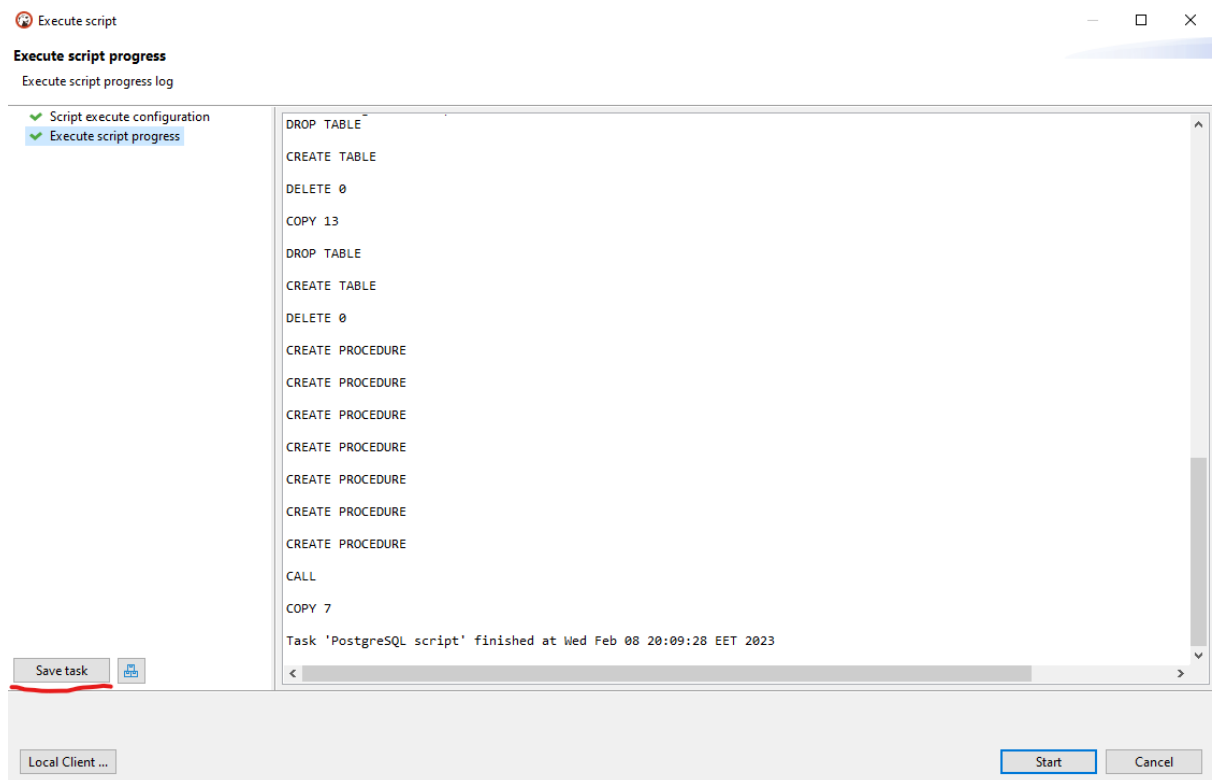 Execute script
Execute script progress
Execute script progress log
Script execute configuration
Execute script progress
DROP TABLE
CREATE TABLE
DELETE 0
COPY 13
DROP TABLE
CREATE TABLE
DELETE 0
CREATE PROCEDURE
CREATE PROCEDURE
CREATE PROCEDURE
CREATE PROCEDURE
CREATE PROCEDURE
CREATE PROCEDURE
CREATE PROCEDURE
CALL
COPY 7
Task 'PostgreSQL script' finished at Wed Feb 08 20:09:28 EET 2023
Save task
Local Client ...
Start
Cancel